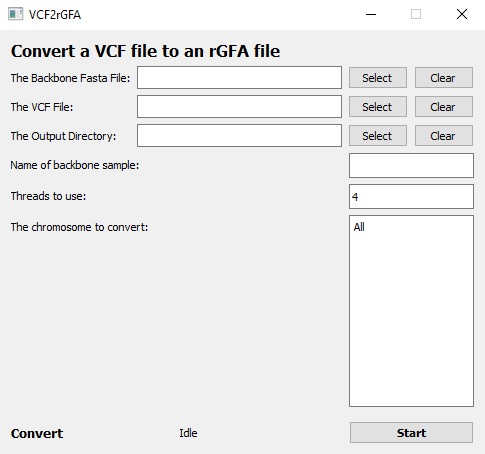 VCF2rGFA
Convert a VCF file to an rGFA file
The Backbone Fasta File: Select Clear
The VCF File: Select Clear
The Output Directory: Select Clear
Name of backbone sample:
Threads to use: 4
The chromosome to convert: All
Convert Idle Start